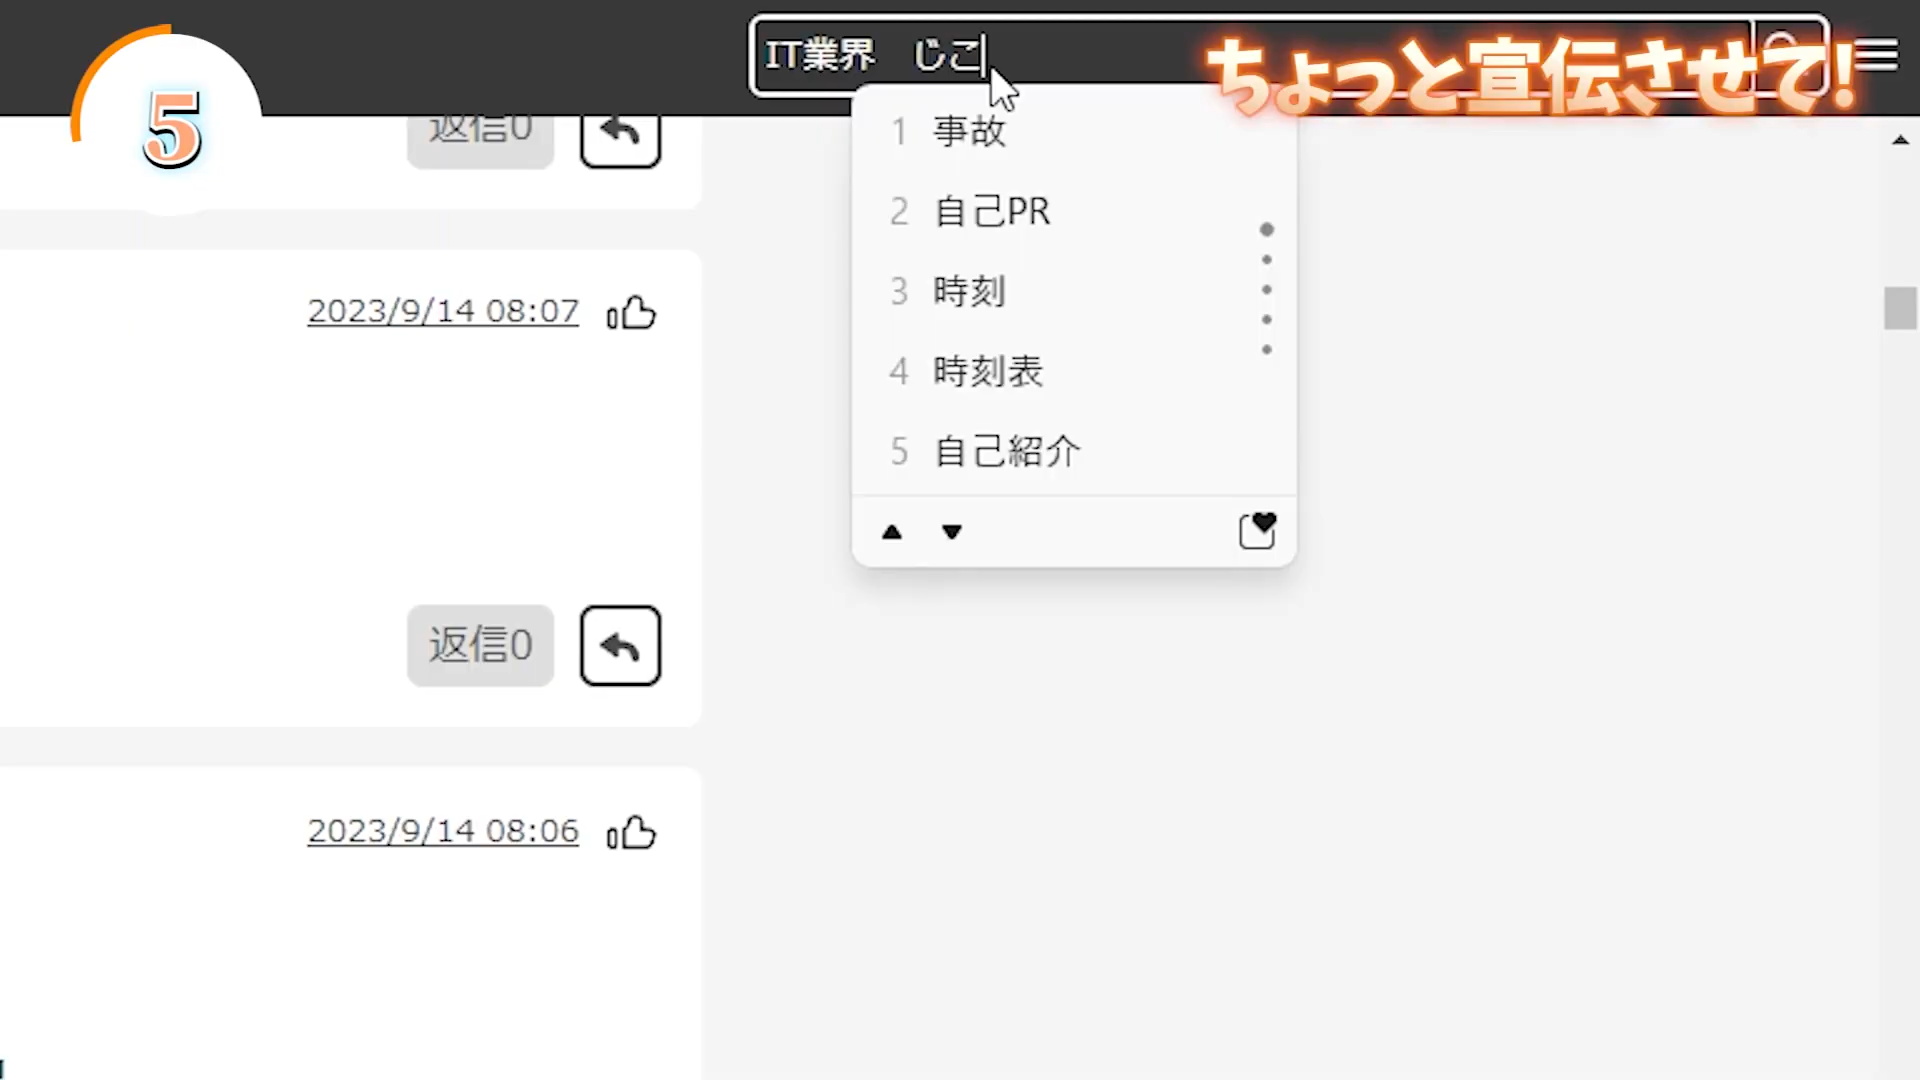 IT業界　じこ
ちょっと宣伝させて!
5
返信0
1 事故
2 自己PR
3 時刻
4 時刻表
5 自己紹介
2023/9/14 08:07
返信0
2023/9/14 08:06